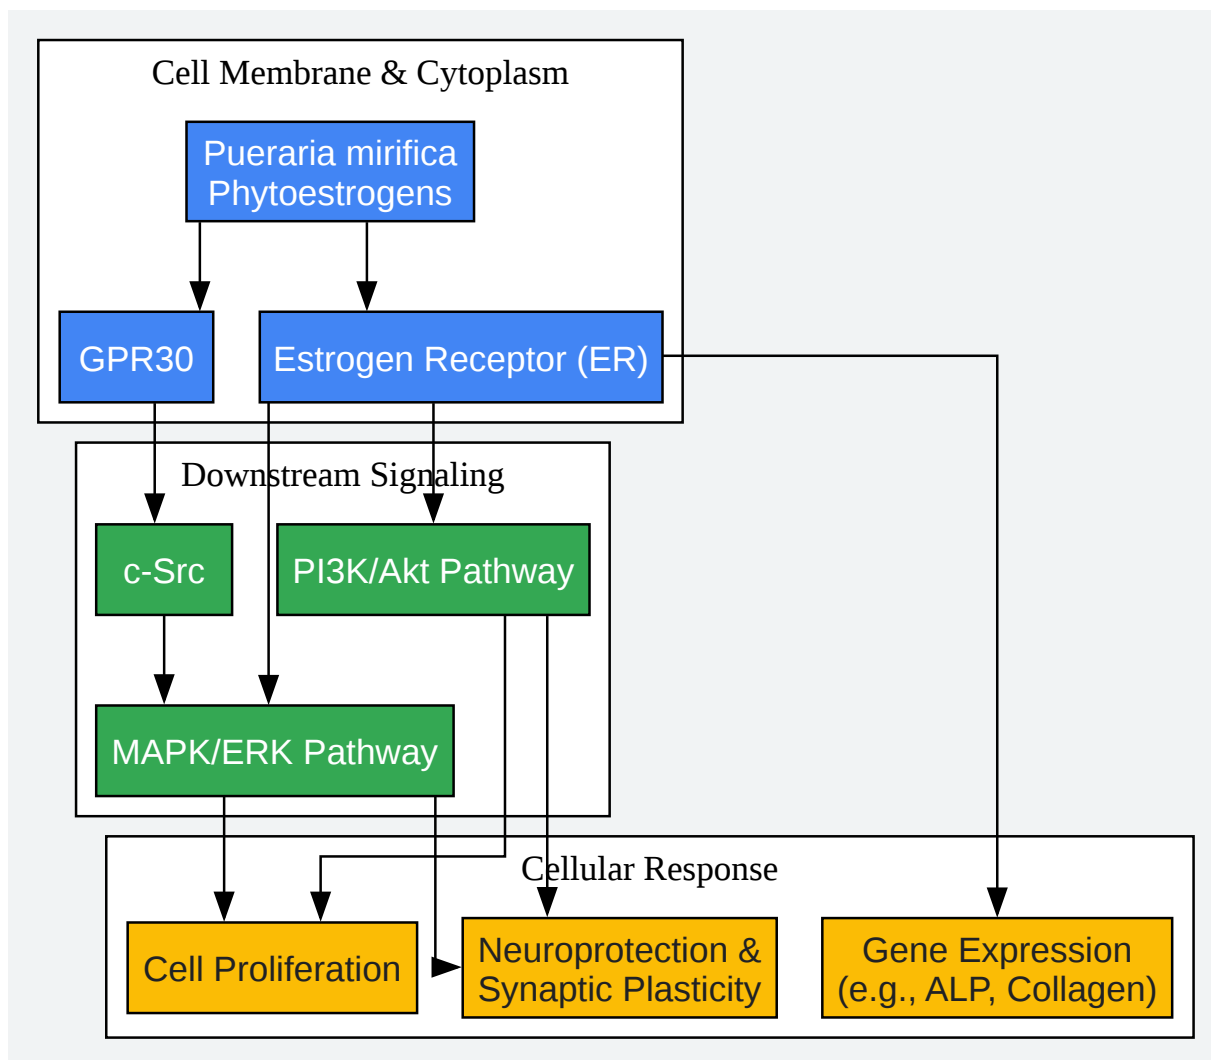 Cell Membrane & Cytoplasm
Pueraria mirifica
Phytoestrogens
GPR30
Estrogen Receptor (ER)
Downstream Signaling
c-Src
PI3K/Akt Pathway
MAPK/ERK Pathway
Cellular Response
Cell Proliferation
Neuroprotection &
Synaptic Plasticity
Gene Expression
(e.g., ALP, Collagen)